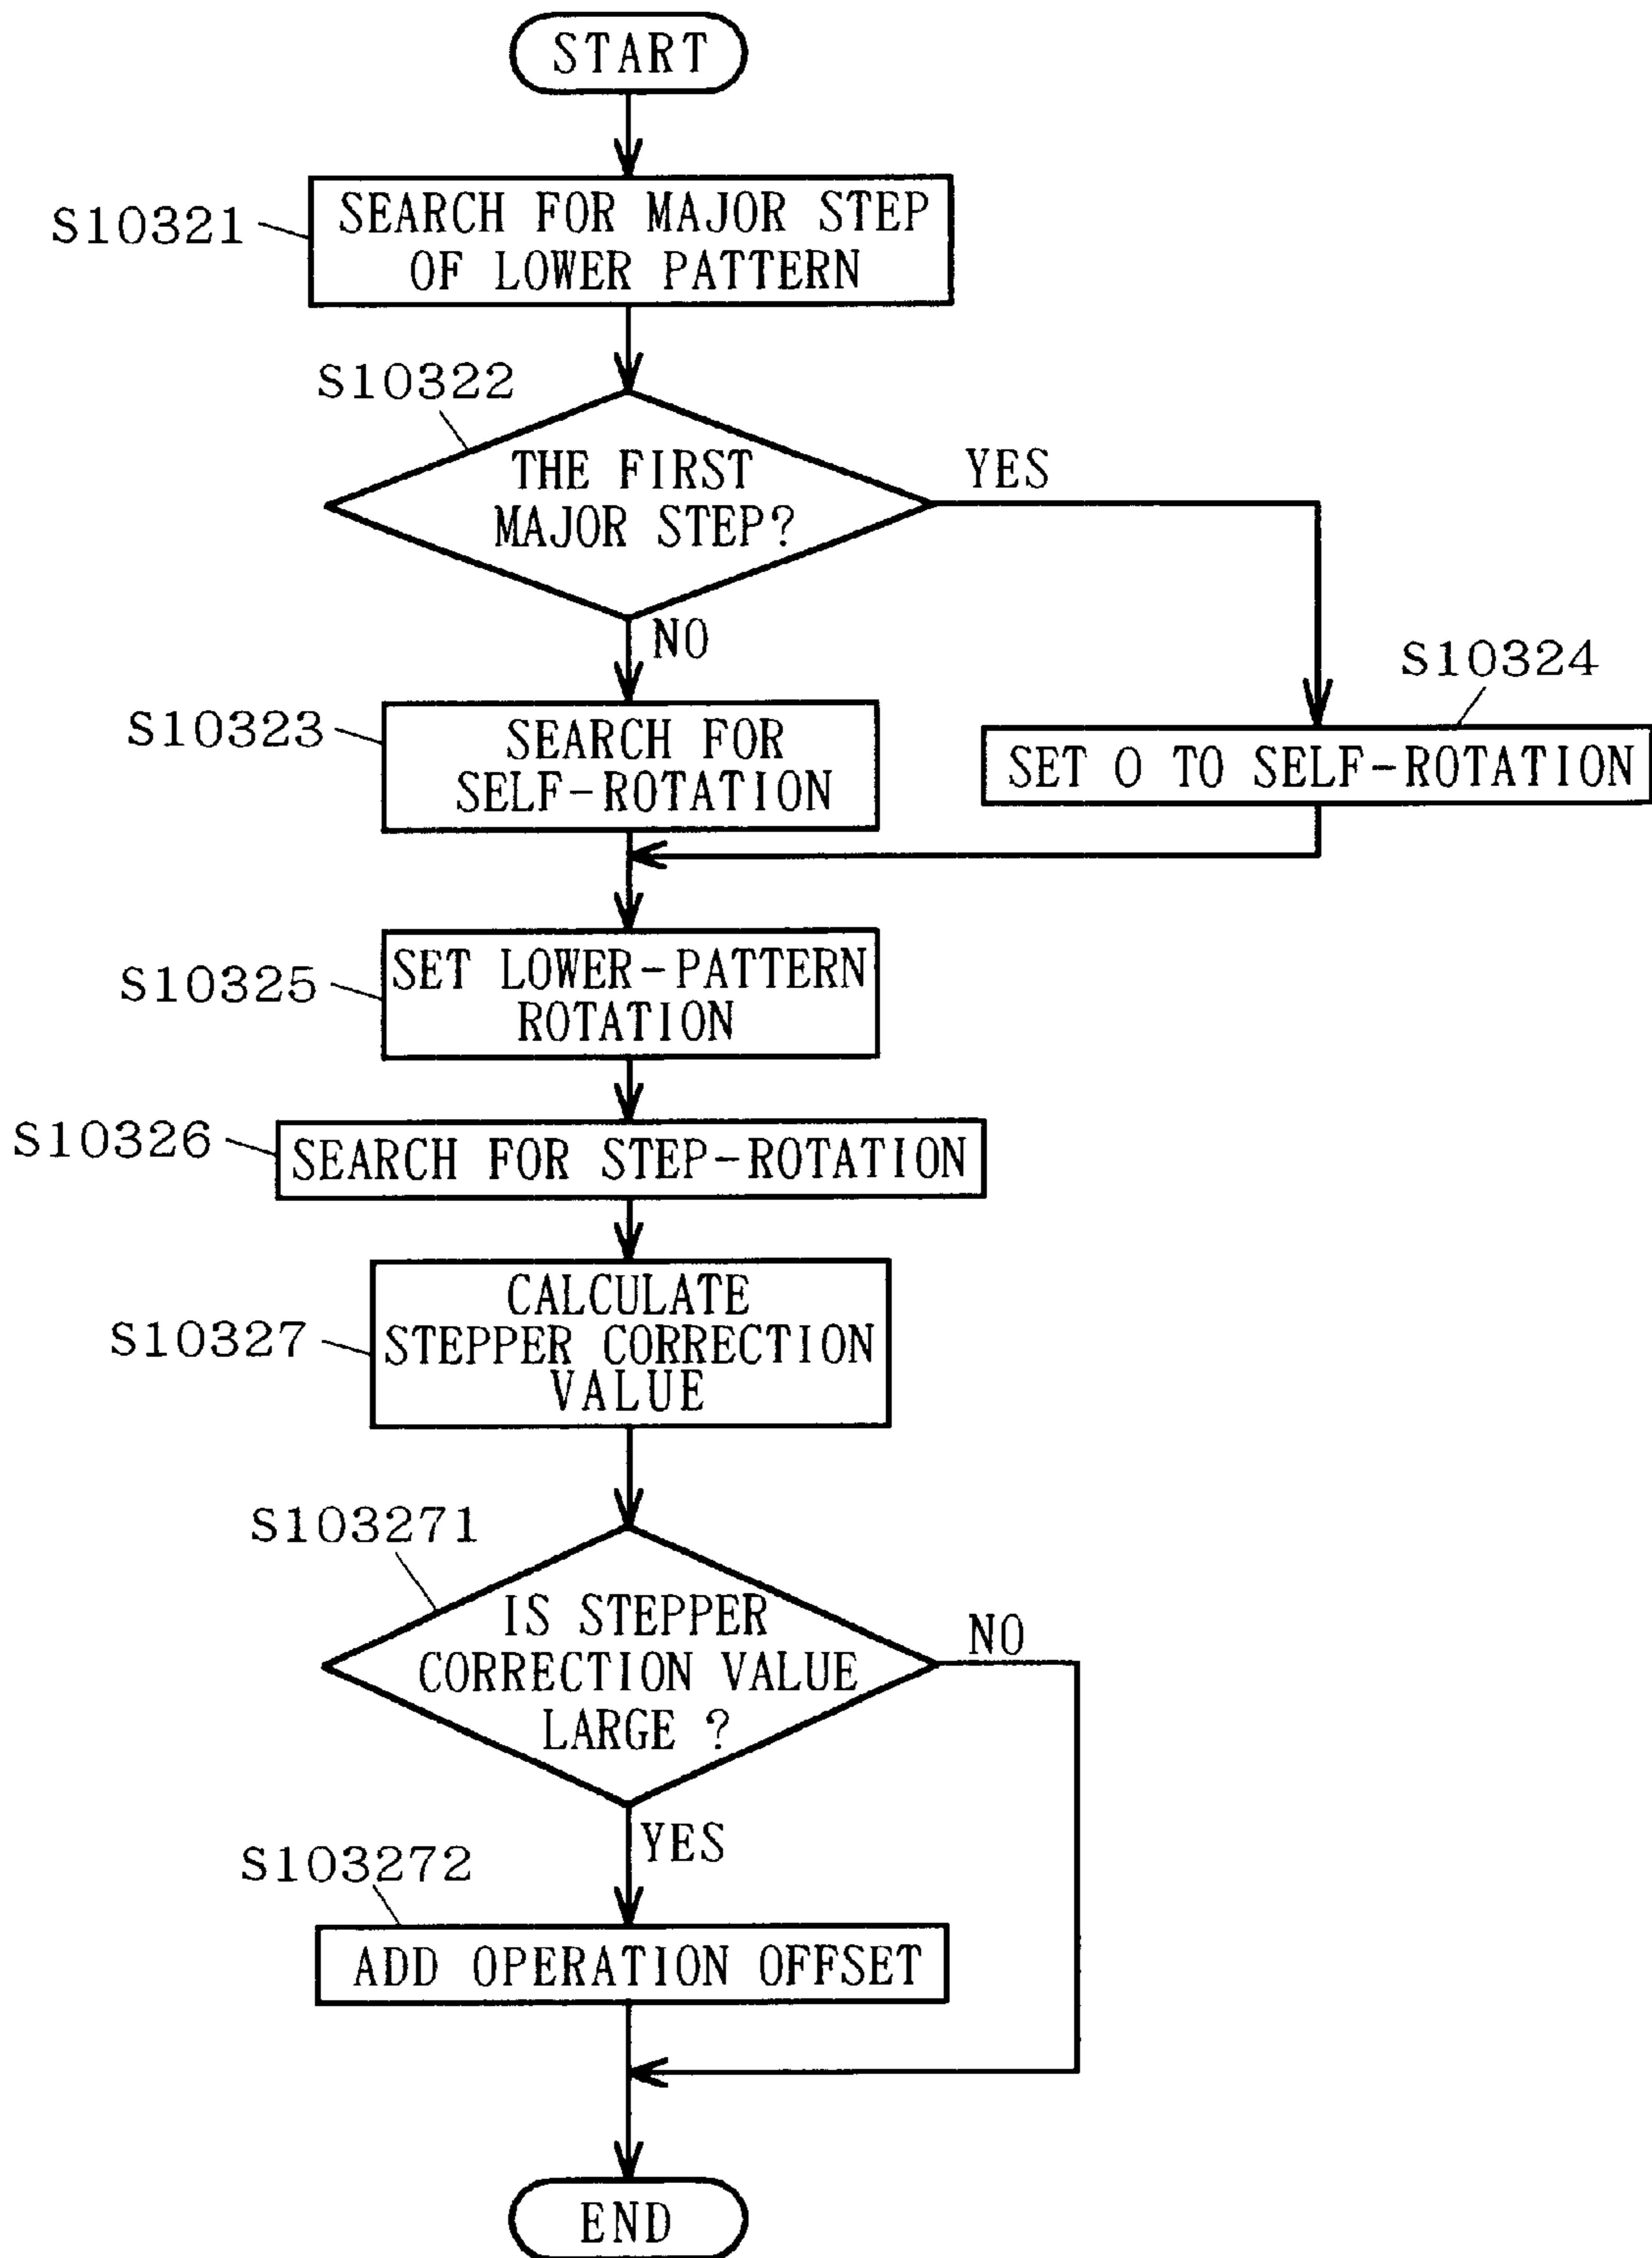 START
S10321
SEARCH FOR MAJOR STEP
OF LOWER PATTERN
S10322
THE FIRST
MAJOR STEP?
YES
NO
S10323
SEARCH FOR
SELF-ROTATION
S10324
SET 0 TO SELF-ROTATION
S10325
SET LOWER-PATTERN
ROTATION
S10326
SEARCH FOR STEP-ROTATION
S10327
CALCULATE
STEPPER CORRECTION
VALUE
S103271
IS STEPPER
CORRECTION VALUE
LARGE ?
NO
YES
S103272
ADD OPERATION OFFSET
END